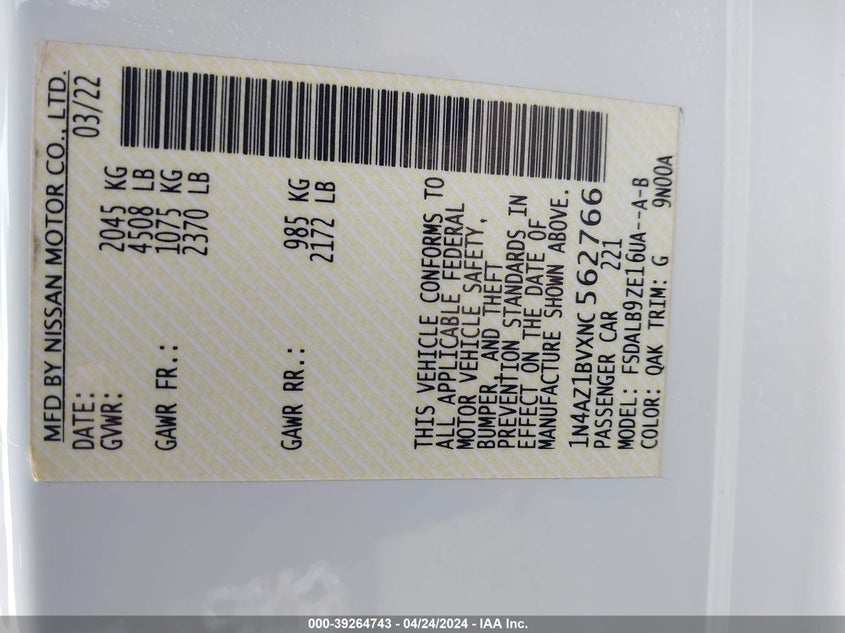 MFD BY NISSAN MOTOR CO., LTD.
DATE: 03/22
GVWR: 2045 KG
4508 LB
GAWR FR.: 1075 KG
2370 LB
GAWR RR.: 985 KG
2172 LB
THIS VEHICLE CONFORMS TO
ALL APPLICABLE FEDERAL
MOTOR VEHICLE SAFETY,
BUMPER, AND THEFT
PREVENTION STANDARDS IN
EFFECT ON THE DATE OF
MANUFACTURE SHOWN ABOVE.
1N4AZ1BVXNC562766
PASSENGER CAR 221
MODEL: FSDALB9ZE16UA--A-B
COLOR: QAK TRIM: G 9N00A
000-39264743 - 04/24/2024 - IAA Inc.